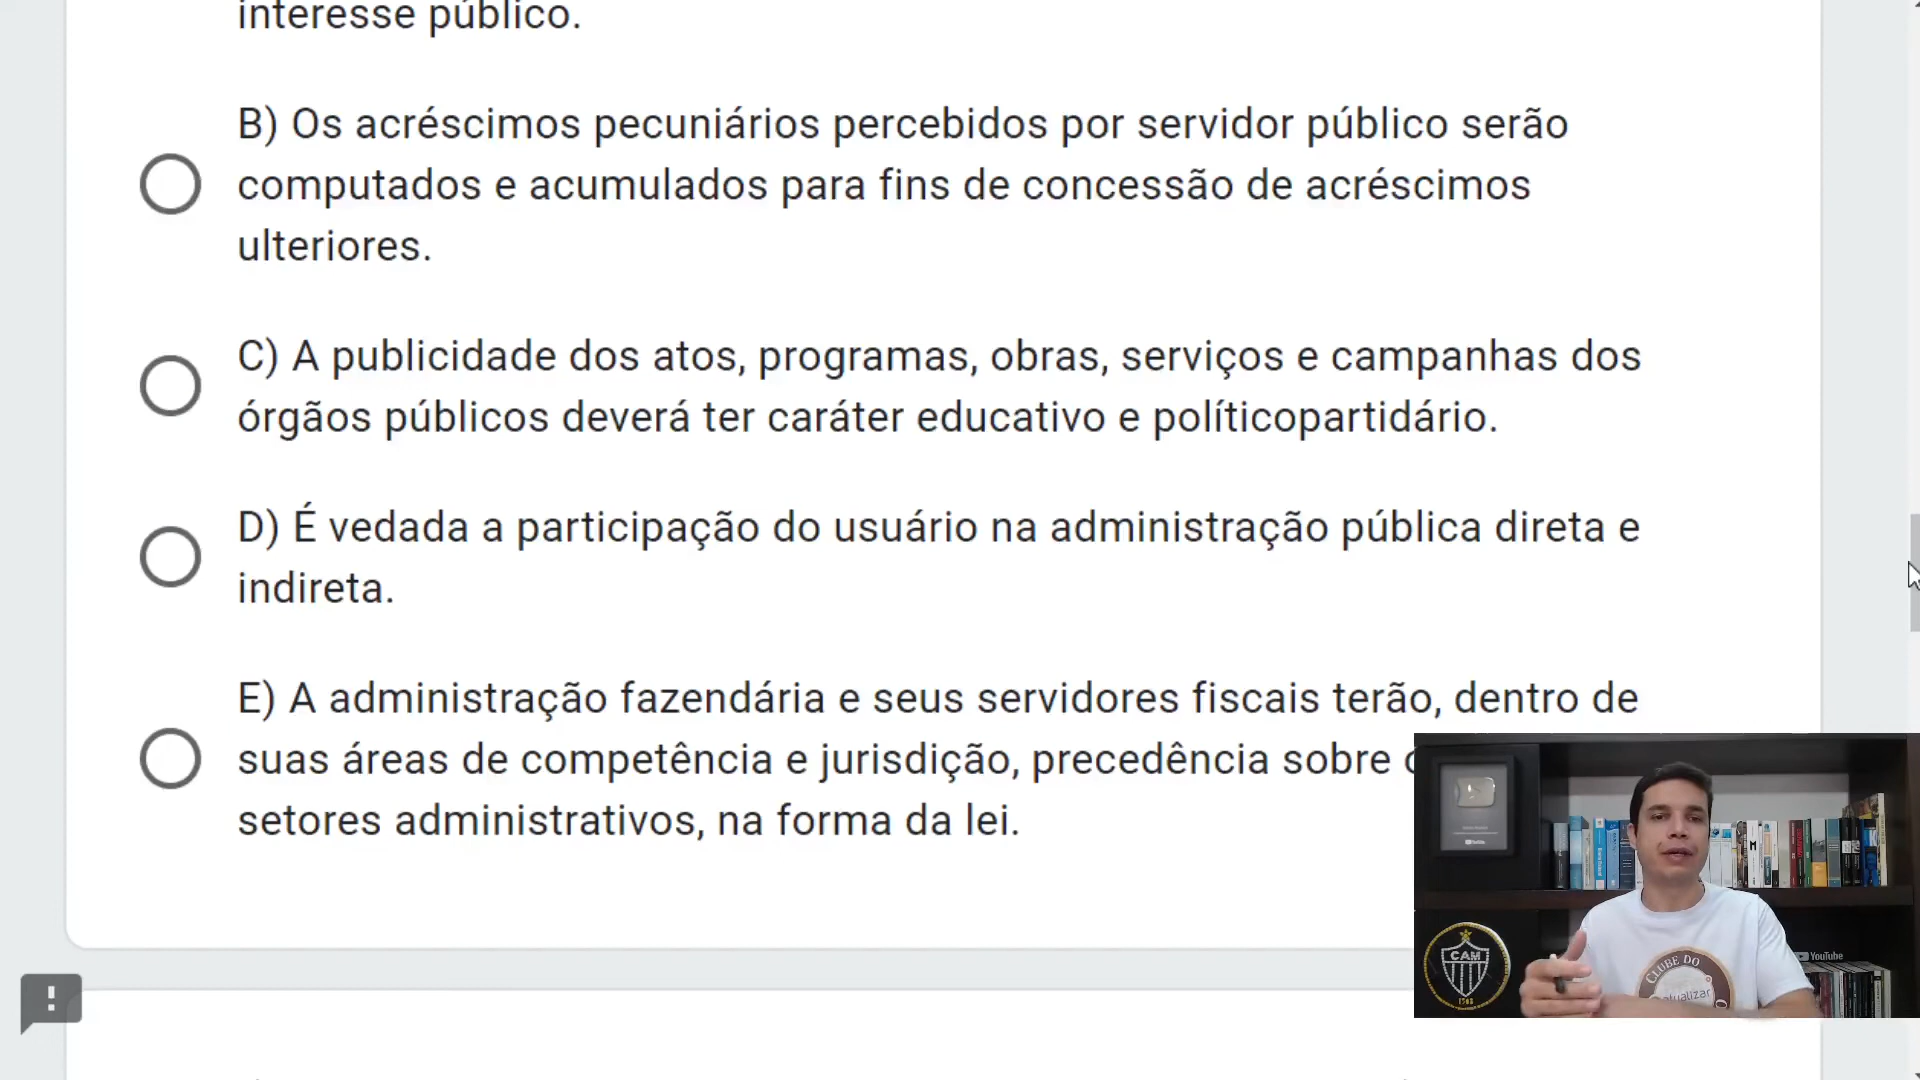 interesse público.
B) Os acréscimos pecuniários percebidos por servidor público serão
computados e acumulados para fins de concessão de acréscimos
ulteriores.
C) A publicidade dos atos, programas, obras, serviços e campanhas dos
órgãos públicos deverá ter caráter educativo e políticopartidário.
D) É vedada a participação do usuário na administração pública direta e
indireta.
E) A administração fazendária e seus servidores fiscais terão, dentro de
suas áreas de competência e jurisdição, precedência sobre
setores administrativos, na forma da lei.
CAM
YouTube
CLUBE DO
atualizar